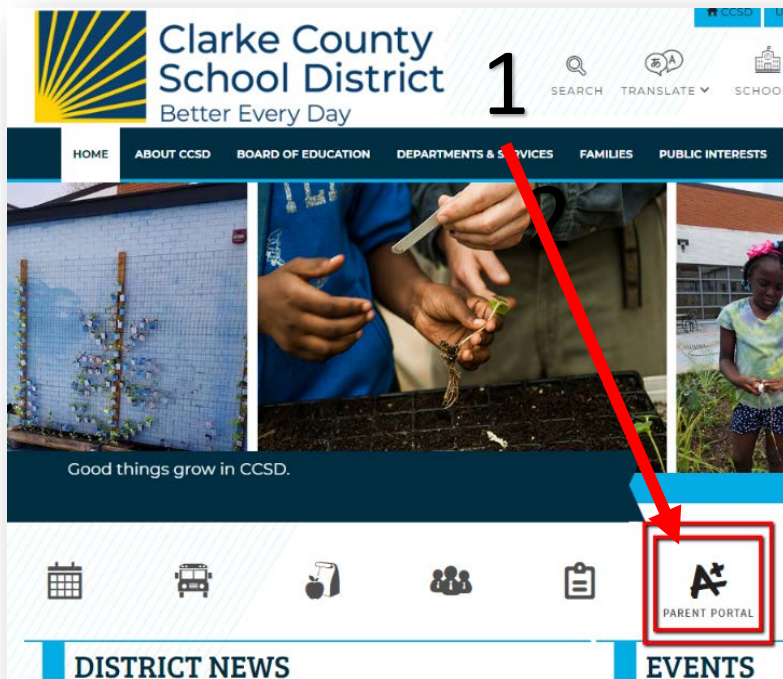 CCSD
Clarke County
School District
Better Every Day
1
SEARCH
TRANSLATE
HOME
ABOUT CCSD
BOARD OF EDUCATION
DEPARTMENTS & SERVICES
FAMILIES
PUBLIC INTERESTS
2
Good things grow in CCSD.
A+
PARENT PORTAL
DISTRICT NEWS
EVENTS